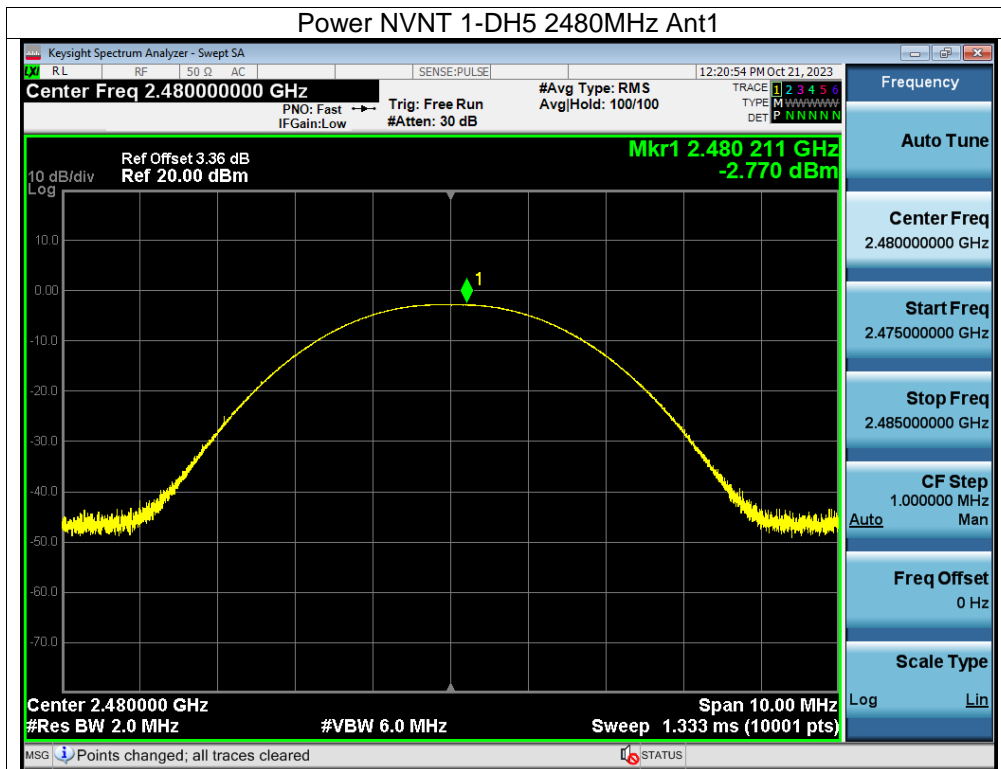 Power NVNT 1-DH5 2480MHz Ant1
Keysight Spectrum Analyzer - Swept SA
LXI RL RF 50 Ω AC SENSE:PULSE 12:20:54 PM Oct 21, 2023
Center Freq 2.480000000 GHz
PNO: Fast
IFGain:Low
Trig: Free Run
#Atten: 30 dB
#Avg Type: RMS
Avg|Hold: 100/100
TRACE 1 2 3 4 5 6
TYPE M WWWWW
DET P N N N N N
Mkr1 2.480 211 GHz
-2.770 dBm
Ref Offset 3.36 dB
10 dB/div Ref 20.00 dBm
Log
10.0
0.00
-10.0
-20.0
-30.0
-40.0
-50.0
-60.0
-70.0
1
Center 2.480000 GHz Span 10.00 MHz
#Res BW 2.0 MHz #VBW 6.0 MHz Sweep 1.333 ms (10001 pts)
MSG Points changed; all traces cleared STATUS
Frequency
Auto Tune
Center Freq
2.480000000 GHz
Start Freq
2.475000000 GHz
Stop Freq
2.485000000 GHz
CF Step
1.000000 MHz
Auto Man
Freq Offset
0 Hz
Scale Type
Log Lin